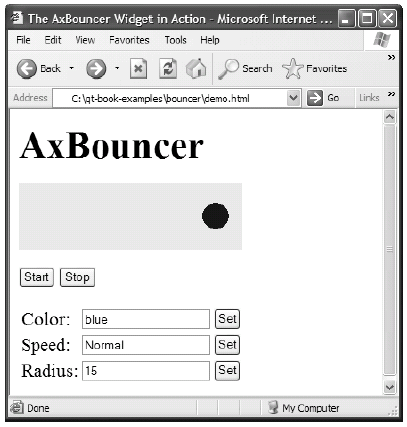 The AxBouncer Widget in Action - Microsoft Internet ...
File Edit View Favorites Tools Help
Back Search Favorites »
Address C:\qt-book-examples\bouncer\demo.html Go Links »
AxBouncer
Start Stop
Color: blue Set
Speed: Normal Set
Radius: 15 Set
Done My Computer